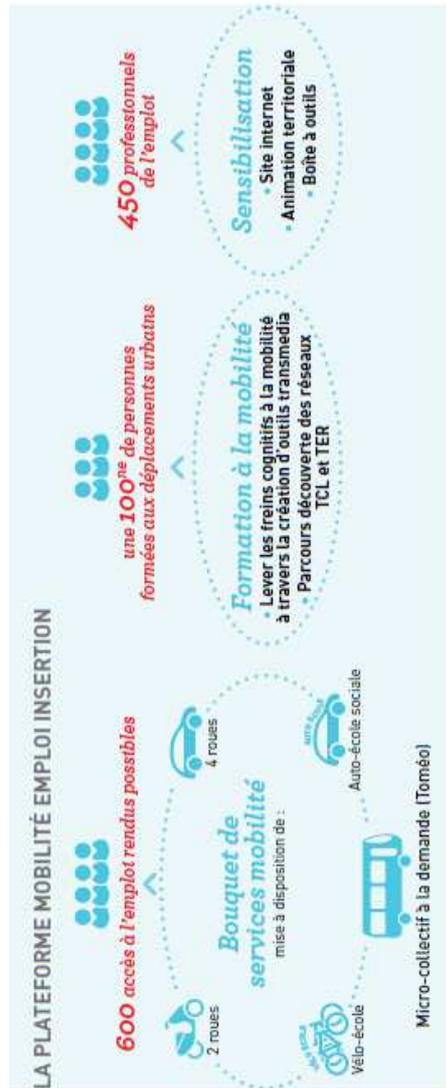 LA PLATEFORME MOBILITÉ EMPLOI INSERTION
600 accès à l'emploi rendus possibles
Bouquet de
services mobilité
mise à disposition de :
2 roues
4 roues
Vélo-école
Auto-école sociale
Micro-collectif à la demande (Toméo)
une 100ne de personnes
formées aux déplacements urbains
Formation à la mobilité
• Lever les freins cognitifs à la mobilité
à travers la création d'outils transmedia
• Parcours découverte des réseaux
TCL et TER
450 professionnels
de l'emploi
Sensibilisation
• Site internet
• Animation territoriale
• Boîte à outils